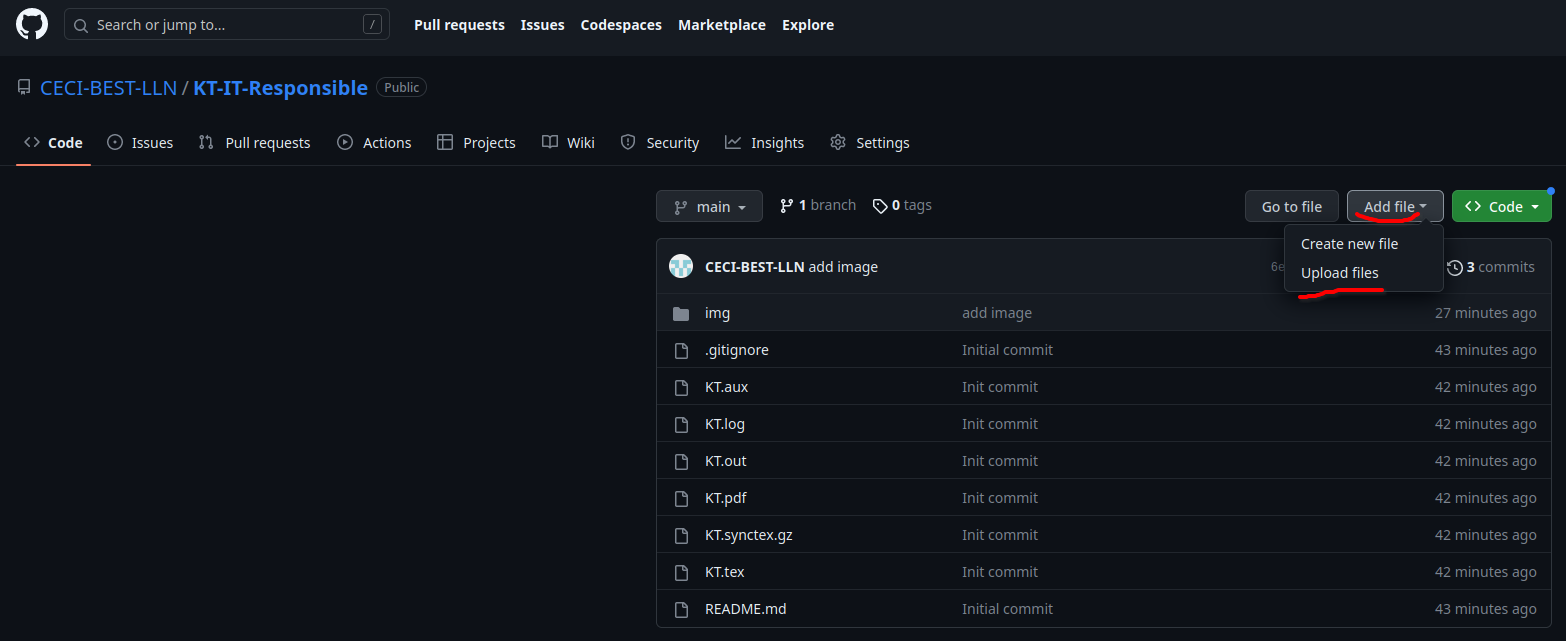 Search or jump to... / Pull requests Issues Codespaces Marketplace Explore
CECI-BEST-LLN / KT-IT-Responsible Public
Code Issues Pull requests Actions Projects Wiki Security Insights Settings
main 1 branch 0 tags Go to file Add file Code
Create new file
CECI-BEST-LLN add image 3 commits
Upload files
img add image 27 minutes ago
.gitignore Initial commit 43 minutes ago
KT.aux Init commit 42 minutes ago
KT.log Init commit 42 minutes ago
KT.out Init commit 42 minutes ago
KT.pdf Init commit 42 minutes ago
KT.synctex.gz Init commit 42 minutes ago
KT.tex Init commit 42 minutes ago
README.md Initial commit 43 minutes ago